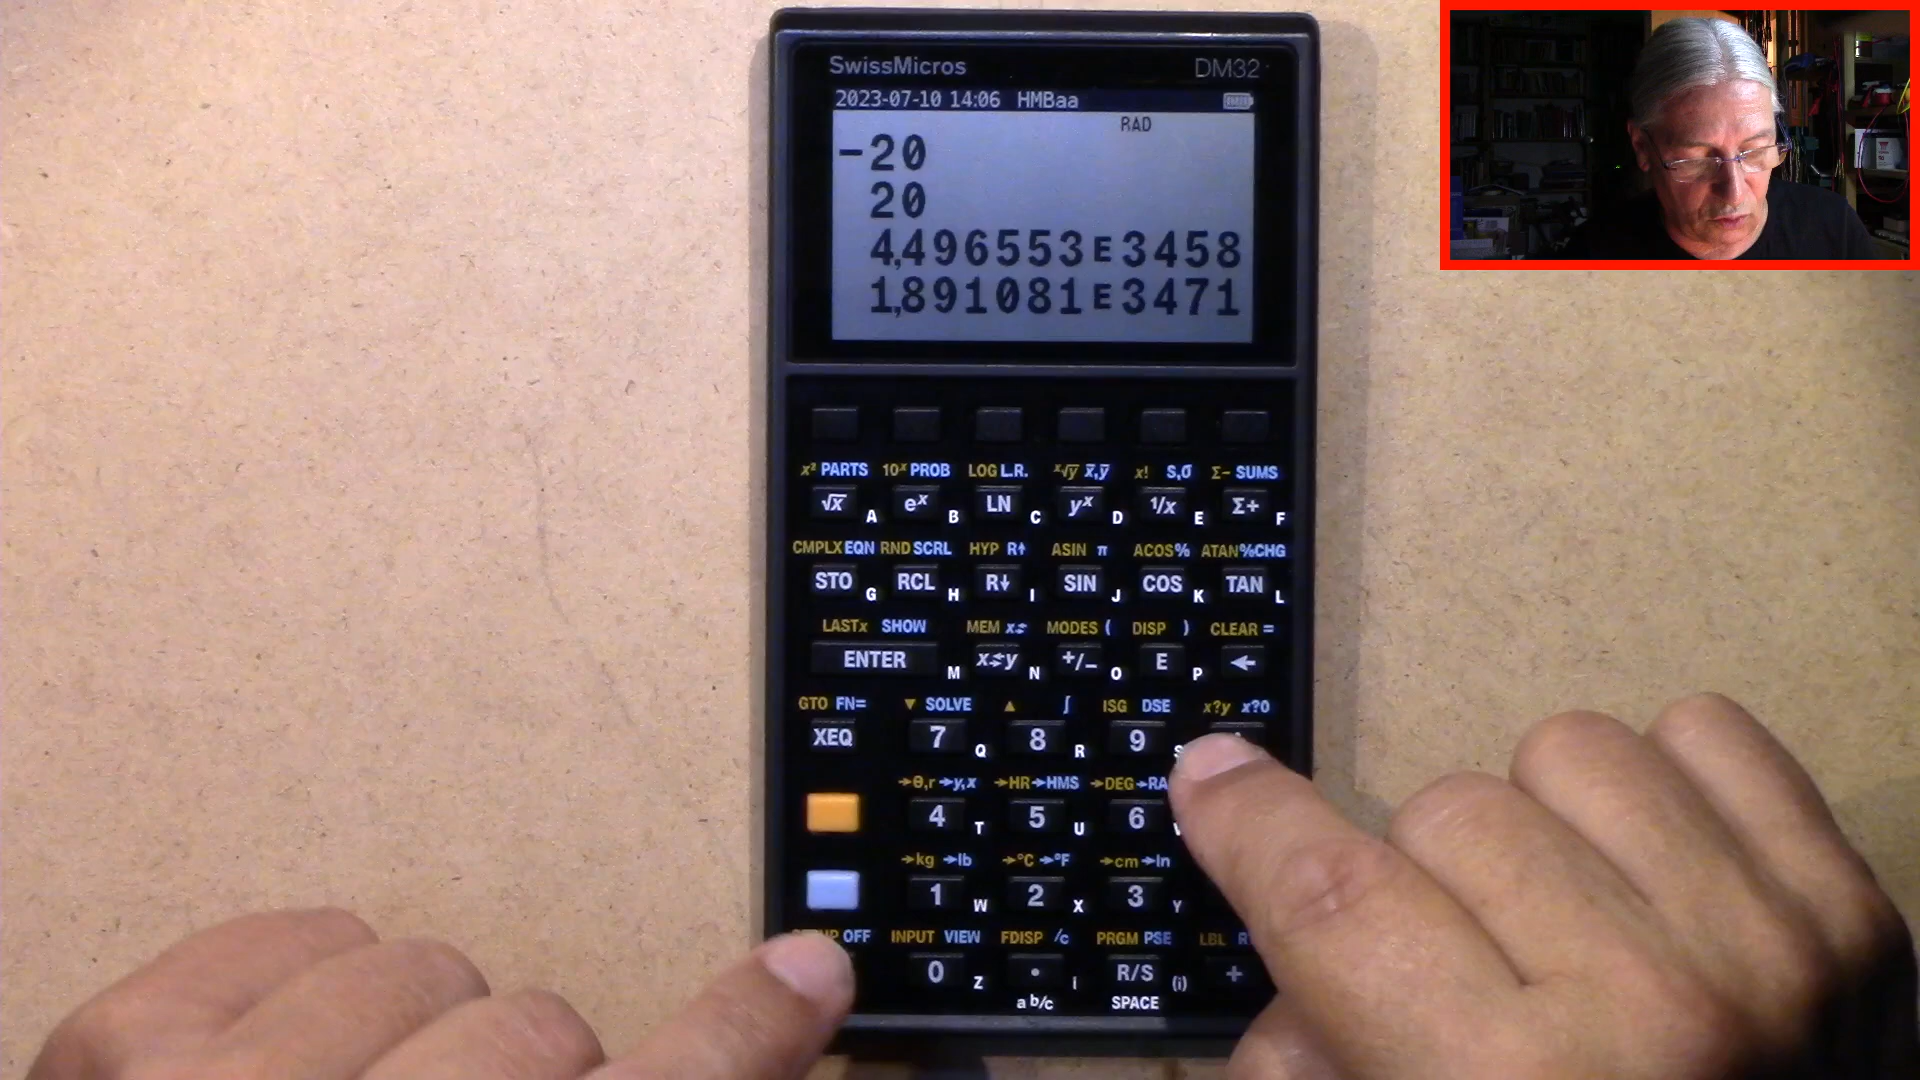 SwissMicros DM32
2023-07-10 14:06 HMBaa
RAD
-20
20
4,496553E3458
1,891081E3471
x² PARTS 10ˣ PROB LOG L.R. ˣ√y x̄,ȳ x! S,σ Σ- SUMS
√x A eˣ B LN C yˣ D 1/x E Σ+ F
CMPLX EQN RND SCRL HYP R↑ ASIN π ACOS % ATAN %CHG
STO G RCL H R↓ I SIN J COS K TAN L
LASTx SHOW MEM x⇄ MODES ( DISP ) CLEAR =
ENTER M x⇄y N +/− O E P ←
GTO FN= ▼ SOLVE ▲ ∫ ISG DSE x?y x?0
XEQ 7 Q 8 R 9 S
→θ,r →y,x →HR →HMS →DEG
4 T 5 U 6
→kg →lb →°C →°F →cm →In
1 W 2 X 3 Y
OFF INPUT VIEW FDISP /c PRGM PSE LBL
0 Z • i R/S (i) +
a b/c SPACE